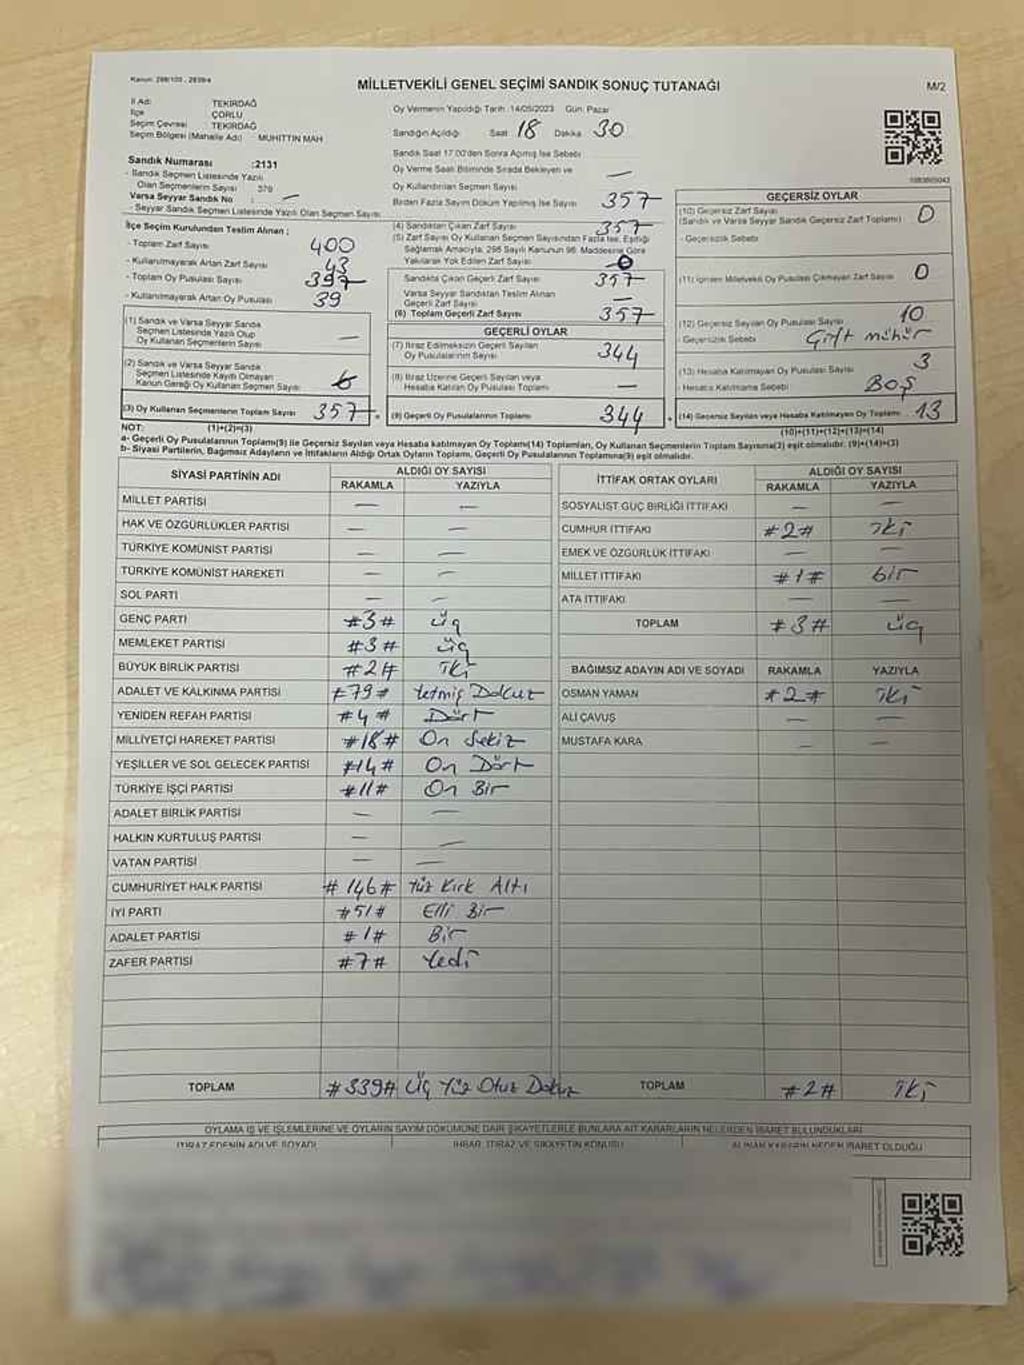 Kanun: 298/105 , 2839/4
MİLLETVEKİLİ GENEL SEÇİMİ SANDIK SONUÇ TUTANAĞI
M/2
İl Adı: TEKİRDAĞ
İlçe ÇORLU
Seçim Çevresi TEKİRDAĞ
Seçim Bölgesi (Mahalle Adı) MUHITTIN MAH
Oy Vermenin Yapıldığı Tarih: 14/05/2023 Gün: Pazar
Sandığın Açıldığı Saat 18 Dakika 30
Sandık Saat 17.00'den Sonra Açılmış İse Sebebi
Oy Verme Saati Bitiminde Sırada Bekleyen ve
Oy Kullandırılan Seçmen Sayısı —
Birden Fazla Sayım Döküm Yapılmış İse Sayısı 357
Sandık Numarası :2131
- Sandık Seçmen Listesinde Yazılı
Olan Seçmenlerin Sayısı 379
Varsa Seyyar Sandık No : —
- Seyyar Sandık Seçmen Listesinde Yazılı Olan Seçmen Sayısı
İlçe Seçim Kurulundan Teslim Alınan ;
- Toplam Zarf Sayısı 400
- Kullanılmayarak Artan Zarf Sayısı 43
- Toplam Oy Pusulası Sayısı 397
- Kullanılmayarak Artan Oy Pusulası 39
(1) Sandık ve Varsa Seyyar Sandık
Seçmen Listesinde Yazılı Olup
Oy Kullanan Seçmenlerin Sayısı —
(2) Sandık ve Varsa Seyyar Sandık
Seçmen Listesinde Kayıtlı Olmayan
Kanun Gereği Oy Kullanan Seçmen Sayısı
(3) Oy Kullanan Seçmenlerin Toplam Sayısı 357
(4) Sandıktan Çıkan Zarf Sayısı 357
(5) Zarf Sayısı Oy Kullanan Seçmen Sayısından Fazla İse, Eşitliği
Sağlamak Amacıyla, 298 Sayılı Kanunun 98. Maddesine Göre
Yakılarak Yok Edilen Zarf Sayısı 0
Sandıkta Çıkan Geçerli Zarf Sayısı 357
Varsa Seyyar Sandıktan Teslim Alınan
Geçerli Zarf Sayısı —
(6) Toplam Geçerli Zarf Sayısı 357
GEÇERLİ OYLAR
(7) İtiraz Edilmeksizin Geçerli Sayılan
Oy Pusulalarının Sayısı 344
(8) İtiraz Üzerine Geçerli Sayılan veya
Hesaba Katılan Oy Pusulası Toplamı —
(9) Geçerli Oy Pusulalarının Toplamı 344
GEÇERSİZ OYLAR
(10) Geçersiz Zarf Sayısı
(Sandık ve Varsa Seyyar Sandık Geçersiz Zarf Toplamı) 0
- Geçersizlik Sebebi
(11) İçinden Milletvekili Oy Pusulası Çıkmayan Zarf Sayısı 0
(12) Geçersiz Sayılan Oy Pusulası Sayısı 10
- Geçersizlik Sebebi Çift mühür
(13) Hesaba Katılmayan Oy Pusulası Sayısı 3
- Hesaba Katılmama Sebebi BOŞ
(14) Geçersiz Sayılan veya Hesaba Katılmayan Oy Toplamı 13
NOT: (1)+(2)=(3)
(10)+(11)+(12)+(13)=(14)
a- Geçerli Oy Pusulalarının Toplamı(9) ile Geçersiz Sayılan veya Hesaba katılmayan Oy Toplamı(14) Toplamları, Oy Kullanan Seçmenlerin Toplam Sayısına(3) eşit olmalıdır. (9)+(14)=(3)
b- Siyasi Partilerin, Bağımsız Adayların ve İttifakların Aldığı Ortak Oyların Toplamı, Geçerli Oy Pusulalarının Toplamına(9) eşit olmalıdır.
SİYASİ PARTİNİN ADI ALDIĞI OY SAYISI
RAKAMLA YAZIYLA
MİLLET PARTİSİ — —
HAK VE ÖZGÜRLÜKLER PARTİSİ — —
TÜRKİYE KOMÜNİST PARTİSİ — —
TÜRKİYE KOMÜNİST HAREKETİ — —
SOL PARTİ — —
GENÇ PARTİ #3# üç
MEMLEKET PARTİSİ #3# üç
BÜYÜK BİRLİK PARTİSİ #2# iki
ADALET VE KALKINMA PARTİSİ #79# Yetmiş Dokuz
YENİDEN REFAH PARTİSİ #4# Dört
MİLLİYETÇİ HAREKET PARTİSİ #18# On Sekiz
YEŞİLLER VE SOL GELECEK PARTİSİ #14# On Dört
TÜRKİYE İŞÇİ PARTİSİ #11# On Bir
ADALET BİRLİK PARTİSİ — —
HALKIN KURTULUŞ PARTİSİ — —
VATAN PARTİSİ — —
CUMHURİYET HALK PARTİSİ #146# Yüz Kırk Altı
İYİ PARTİ #51# Elli Bir
ADALET PARTİSİ #1# Bir
ZAFER PARTİSİ #7# Yedi
TOPLAM #339# Üç Yüz Otuz Dokuz
İTTİFAK ORTAK OYLARI ALDIĞI OY SAYISI
RAKAMLA YAZIYLA
SOSYALİST GÜÇ BİRLİĞİ İTTİFAKI — —
CUMHUR İTTİFAKI #2# iki
EMEK VE ÖZGÜRLÜK İTTİFAKI — —
MİLLET İTTİFAKI #1# bir
ATA İTTİFAKI — —
TOPLAM #3# üç
BAĞIMSIZ ADAYIN ADI VE SOYADI RAKAMLA YAZIYLA
OSMAN YAMAN #2# iki
ALİ ÇAVUŞ — —
MUSTAFA KARA — —
TOPLAM #2# iki
OYLAMA İŞ VE İŞLEMLERİNE VE OYLARIN SAYIM DÖKÜMÜNE DAİR ŞİKAYETLERLE BUNLARA AİT KARARLARIN NELERDEN İBARET BULUNDUKLARI
İTİRAZ EDENİN ADI VE SOYADI İHBAR, İTİRAZ VE ŞİKAYETİN KONUSU ALINAN KARARIN NEDEN İBARET OLDUĞU